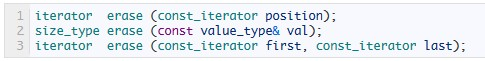 1 iterator  erase (const_iterator position);
2 size_type erase (const value_type& val);
3 iterator  erase (const_iterator first, const_iterator last);